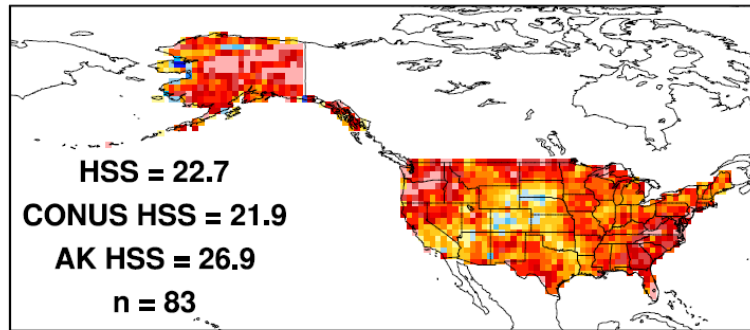 HSS = 22.7
CONUS HSS = 21.9
AK HSS = 26.9
n = 83